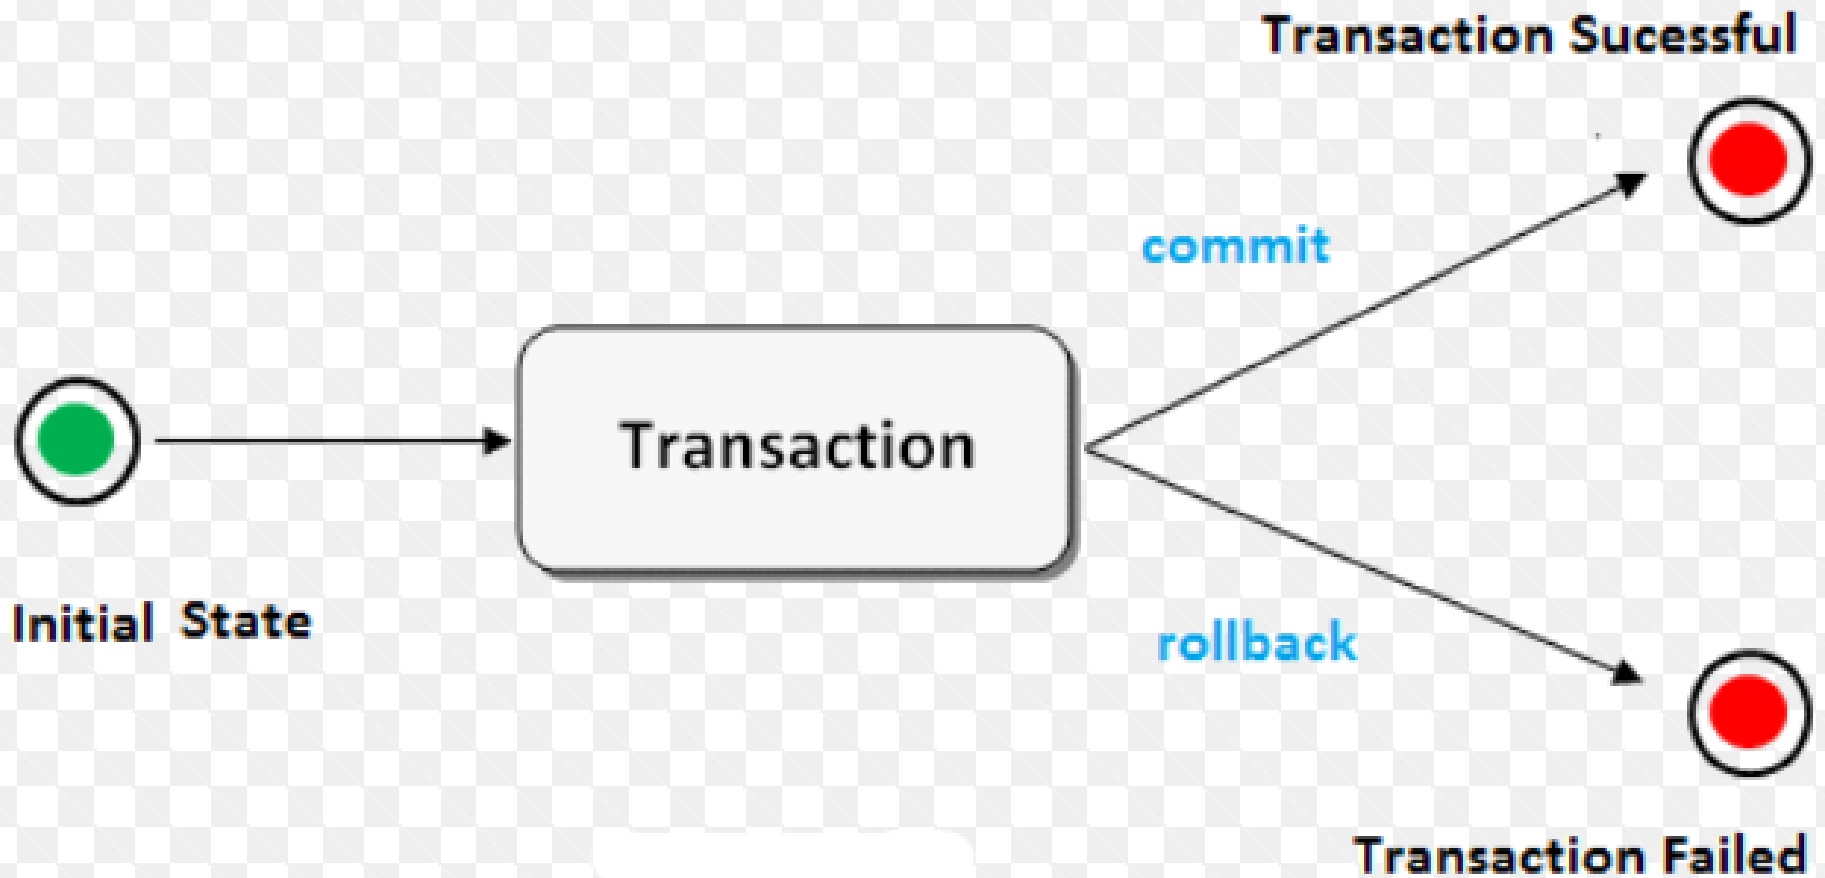 Transaction Sucessful
commit
Transaction
Initial State
rollback
Transaction Failed